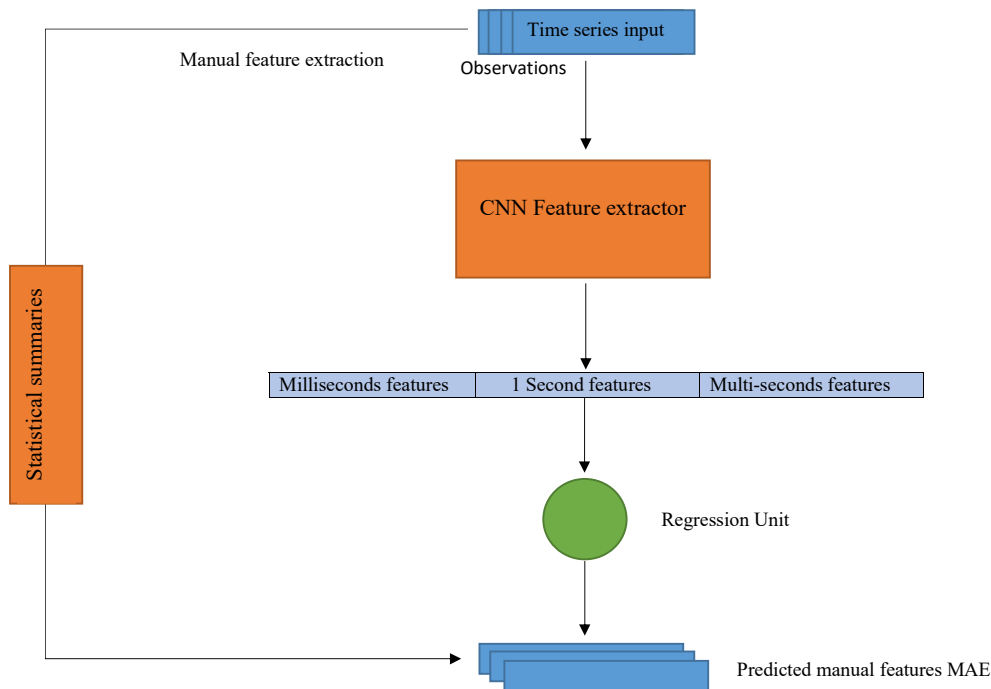 Time series input
Manual feature extraction
Observations
CNN Feature extractor
Statistical summaries
Milliseconds features
1 Second features
Multi-seconds features
Regression Unit
Predicted manual features MAE